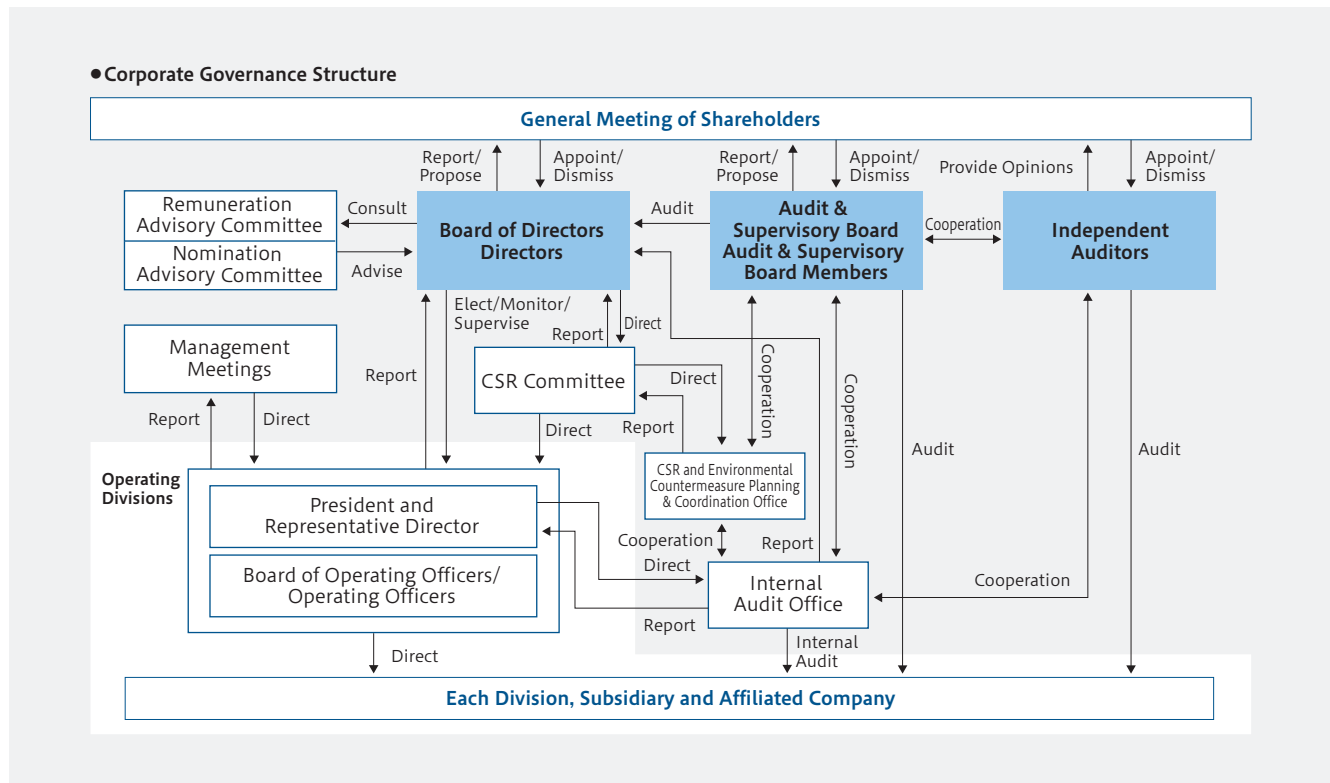 ●Corporate Governance Structure
General Meeting of Shareholders
Report/
Propose
Appoint/
Dismiss
Report/
Propose
Appoint/
Dismiss
Provide Opinions
Appoint/
Dismiss
Remuneration
Advisory Committee
Nomination
Advisory Committee
Consult
Advise
Board of Directors
Directors
Audit
Audit &
Supervisory Board
Audit & Supervisory
Board Members
Cooperation
Independent
Auditors
Elect/Monitor/
Supervise
Report
Direct
Management
Meetings
Report
CSR Committee
Direct
Cooperation
Cooperation
Report
Direct
Direct
Report
Audit
Audit
Operating
Divisions
CSR and Environmental
Countermeasure Planning
& Coordination Office
President and
Representative Director
Cooperation
Report
Direct
Board of Operating Officers/
Operating Officers
Internal
Audit Office
Cooperation
Report
Internal
Audit
Direct
Each Division, Subsidiary and Affiliated Company